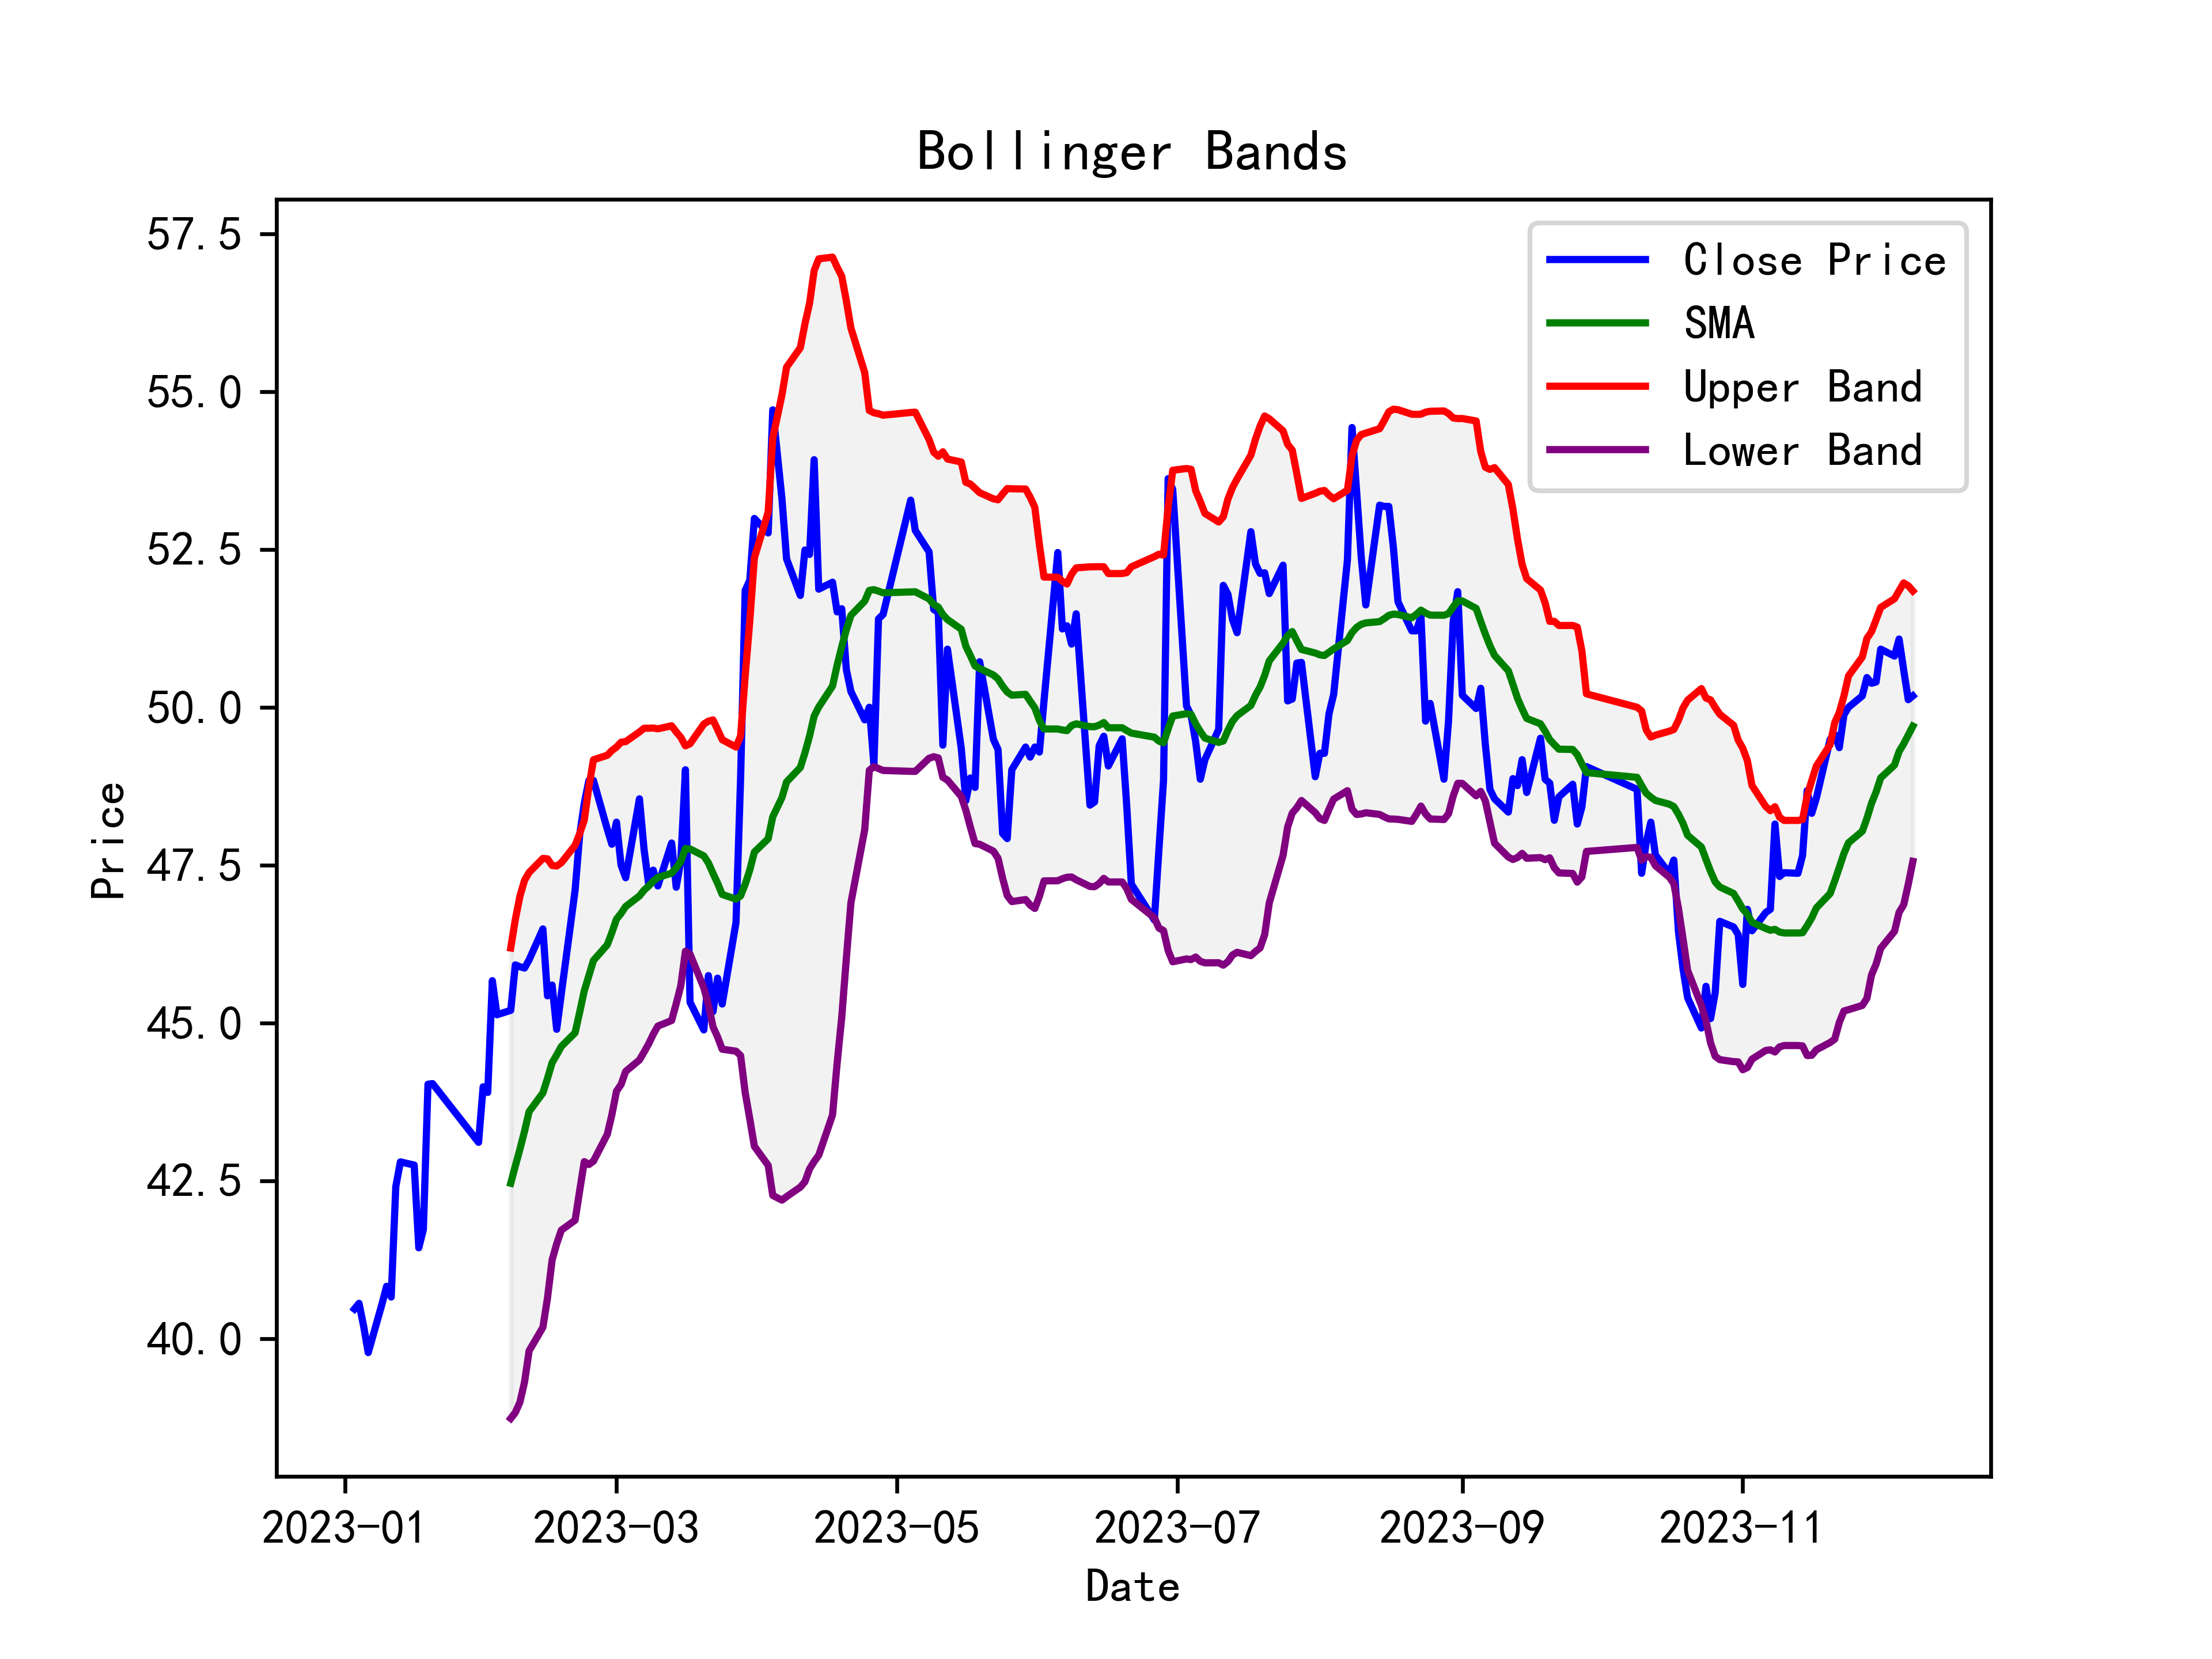 Bollinger Bands
57.5
55.0
52.5
50.0
47.5
45.0
42.5
40.0
Price
Close Price
SMA
Upper Band
Lower Band
2023-01
2023-03
2023-05
2023-07
2023-09
2023-11
Date